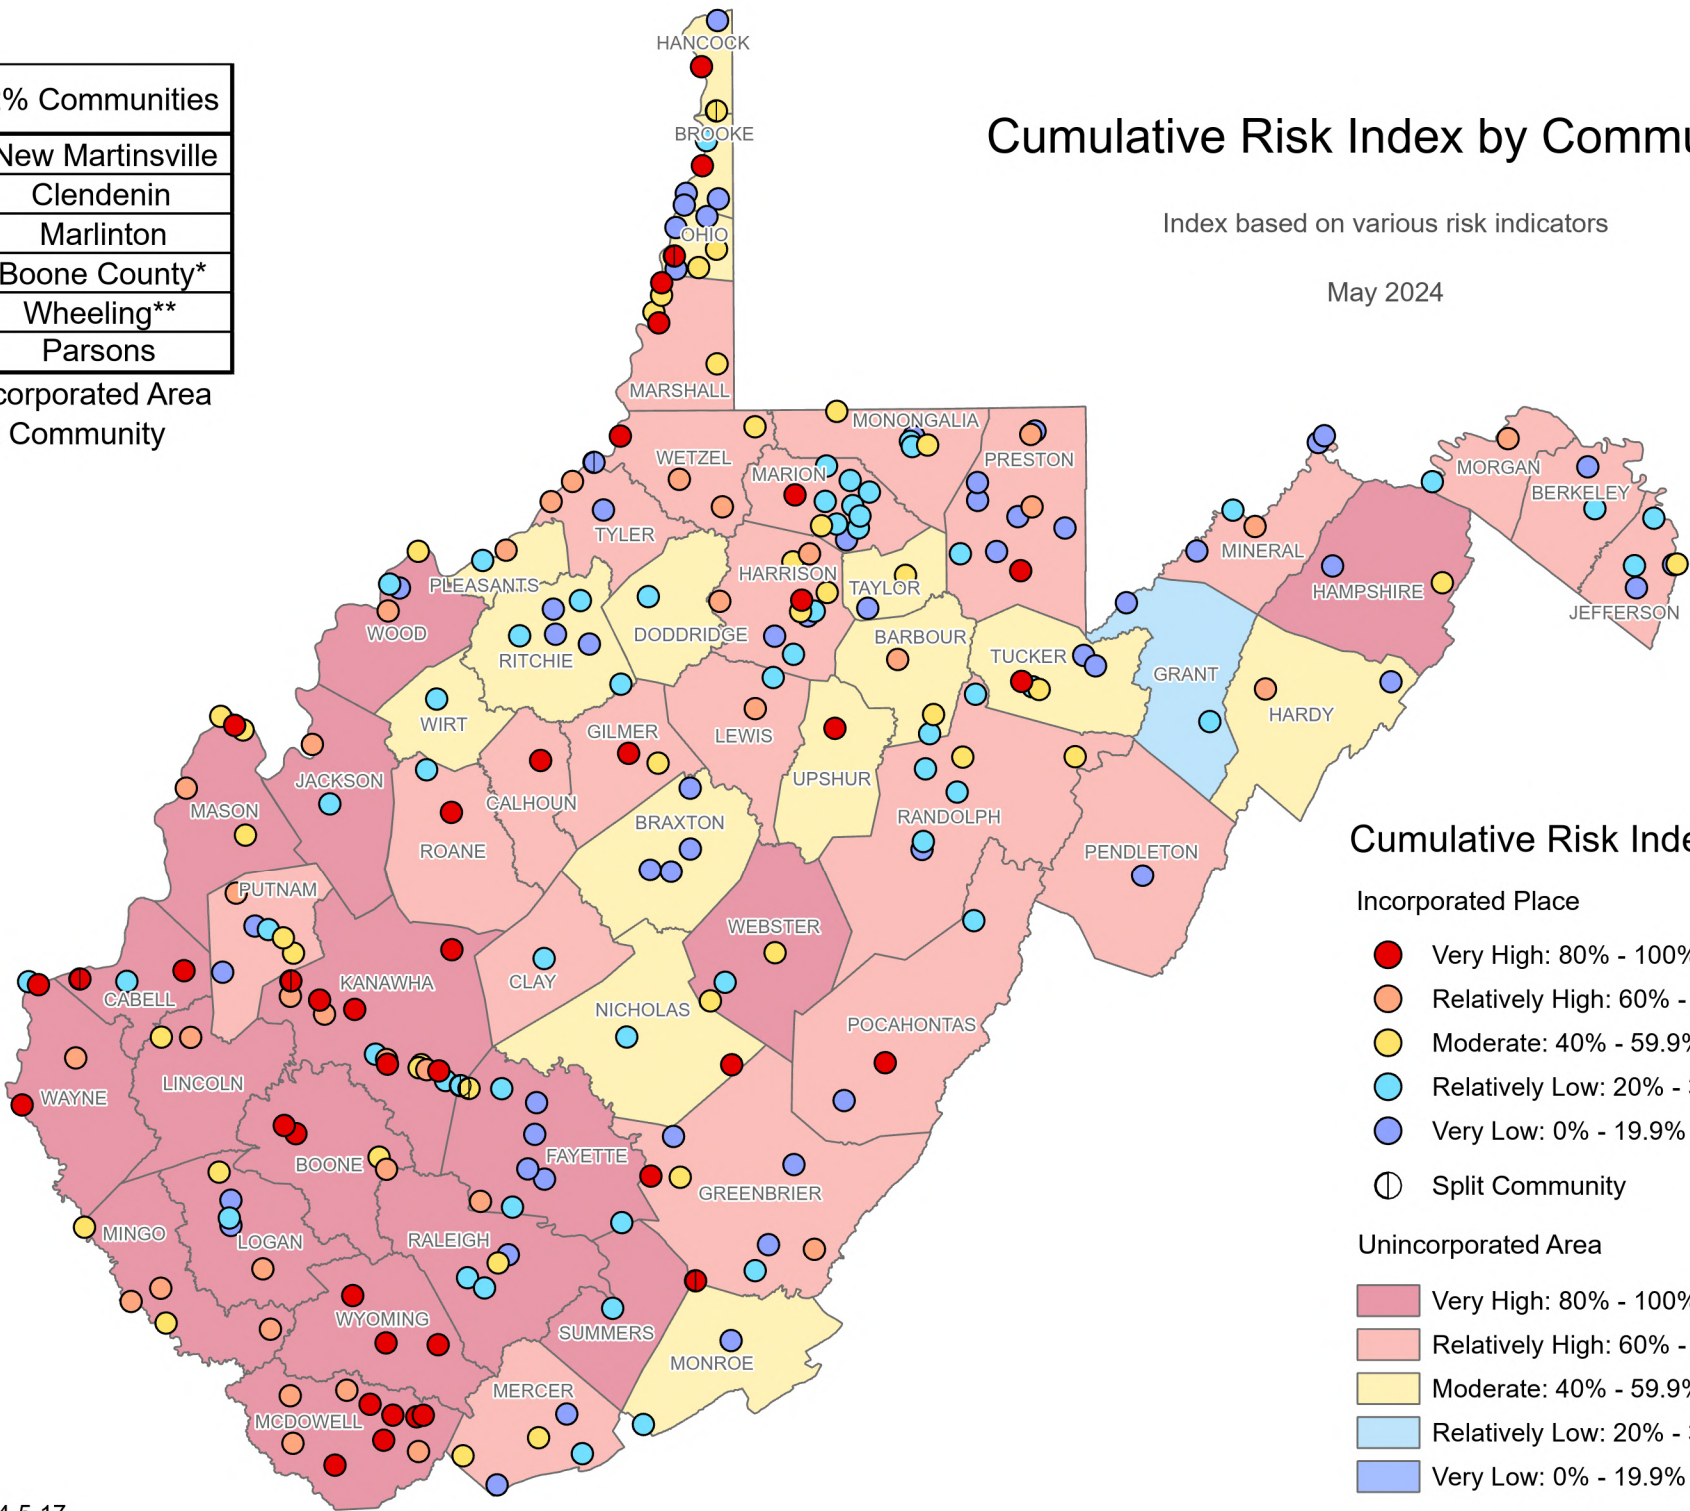 % Communities
New Martinsville
Clendenin
Marlinton
Boone County*
Wheeling**
Parsons
corporated Area
Community
Cumulative Risk Index by Commu
Index based on various risk indicators
May 2024
HANCOCK
BROOKE
OHIO
MARSHALL
MONONGALIA
WETZEL
MARION
PRESTON
MORGAN
BERKELEY
TYLER
MINERAL
HARRISON
PLEASANTS
TAYLOR
HAMPSHIRE
JEFFERSON
WOOD
DODDRIDGE
BARBOUR
RITCHIE
TUCKER
GRANT
HARDY
WIRT
GILMER
LEWIS
JACKSON
UPSHUR
CALHOUN
MASON
BRAXTON
RANDOLPH
ROANE
PENDLETON
PUTNAM
WEBSTER
KANAWHA
CLAY
CABELL
NICHOLAS
POCAHONTAS
LINCOLN
WAYNE
BOONE
FAYETTE
GREENBRIER
MINGO
LOGAN
RALEIGH
WYOMING
SUMMERS
MONROE
MERCER
MCDOWELL
Cumulative Risk Inde
Incorporated Place
Very High: 80% - 100%
Relatively High: 60% -
Moderate: 40% - 59.9%
Relatively Low: 20% -
Very Low: 0% - 19.9%
Split Community
Unincorporated Area
Very High: 80% - 100%
Relatively High: 60% -
Moderate: 40% - 59.9%
Relatively Low: 20% -
Very Low: 0% - 19.9%